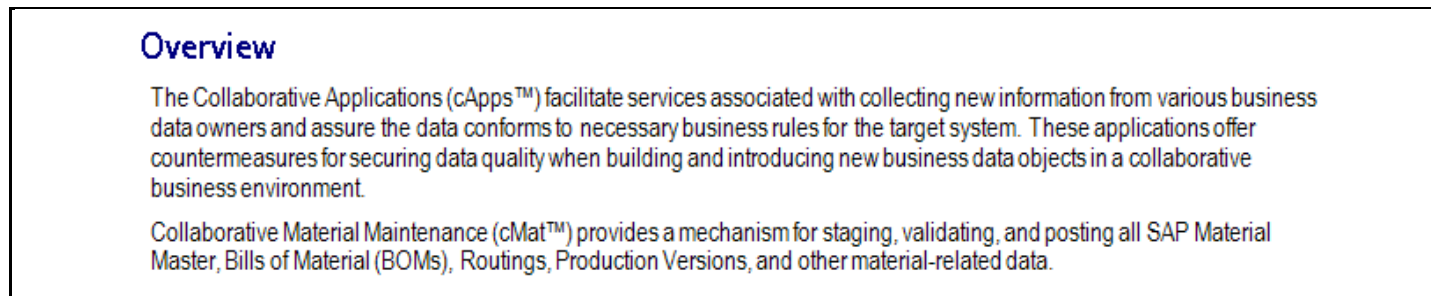 Overview
The Collaborative Applications (cApps™) facilitate services associated with collecting new information from various business
data owners and assure the data conforms to necessary business rules for the target system. These applications offer
countermeasures for securing data quality when building and introducing new business data objects in a collaborative
business environment.
Collaborative Material Maintenance (cMat™) provides a mechanism for staging, validating, and posting all SAP Material
Master, Bills of Material (BOMs), Routings, Production Versions, and other material-related data.